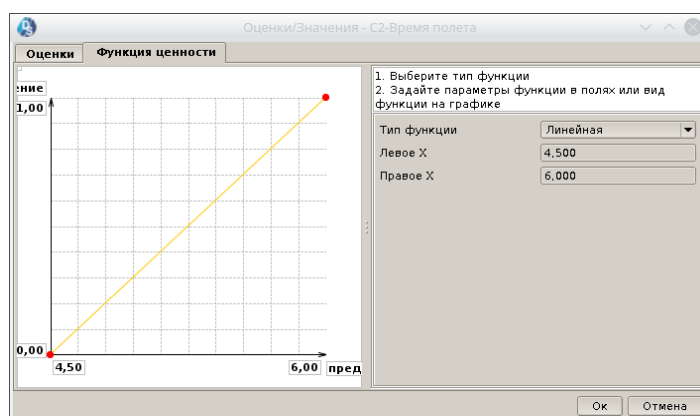 Оценки/Значения - C2-Время полета
Оценки
Функция ценности
ение
1,00
0,00
4,50
6,00
пред
1. Выберите тип функции
2. Задайте параметры функции в полях или вид
функции на графике
Тип функции
Линейная
Левое X
4,500
Правое X
6,000
Ок
Отмена